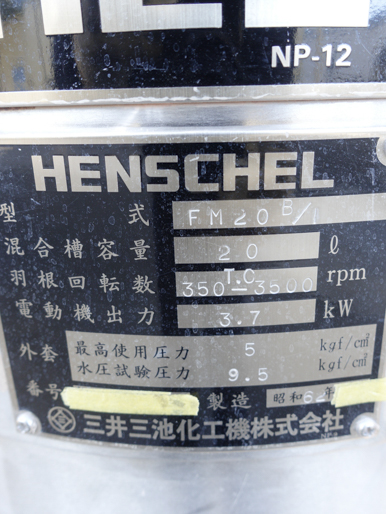 NP-12
HENSCHEL
型式 FM20B/I
混合槽容量 20 ℓ
羽根回転数 T.C 350—3500 rpm
電動機出力 3.7 kW
外套 最高使用圧力 5 kgf/cm²
水圧試験圧力 9.5 kgf/cm²
番号 製造 昭和 年
三井三池化工機株式会社